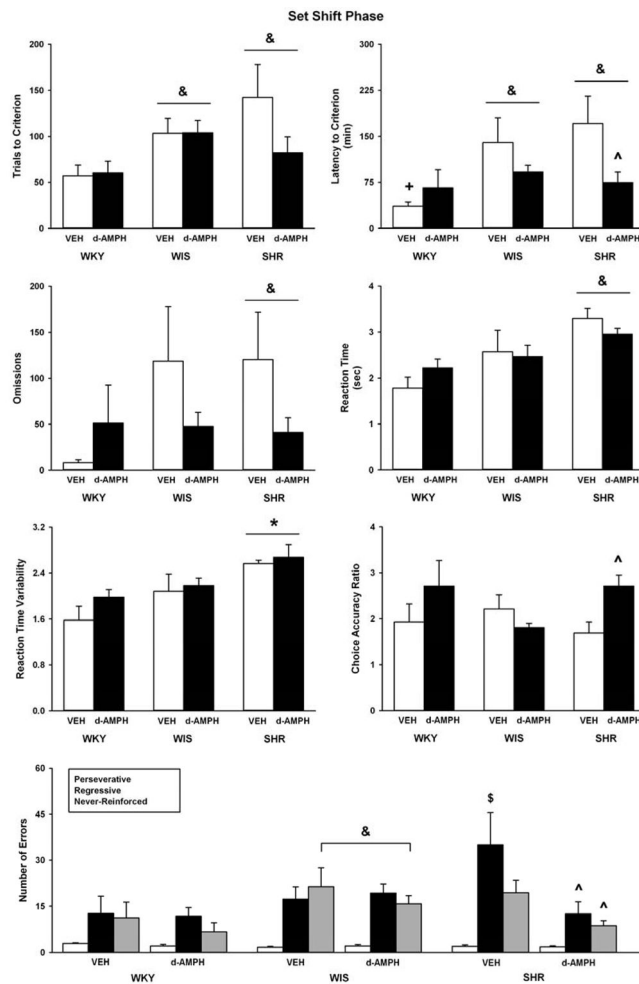 Set Shift Phase
Trials to Criterion
200
150
100
50
0
&
&
VEH d-AMPH VEH d-AMPH VEH d-AMPH
WKY WIS SHR
Latency to Criterion
(min)
300
225
150
75
0
+
&
&
^
VEH d-AMPH VEH d-AMPH VEH d-AMPH
WKY WIS SHR
Omissions
200
150
100
50
0
&
VEH d-AMPH VEH d-AMPH VEH d-AMPH
WKY WIS SHR
Reaction Time
(sec)
4
3
2
1
0
&
VEH d-AMPH VEH d-AMPH VEH d-AMPH
WKY WIS SHR
Reaction Time Variability
3.2
2.4
1.6
0.8
0.0
*
VEH d-AMPH VEH d-AMPH VEH d-AMPH
WKY WIS SHR
Choice Accuracy Ratio
4
3
2
1
0
^
VEH d-AMPH VEH d-AMPH VEH d-AMPH
WKY WIS SHR
Number of Errors
60
45
30
15
0
Perseverative
Regressive
Never-Reinforced
&
$
^
^
VEH d-AMPH VEH d-AMPH VEH d-AMPH
WKY WIS SHR